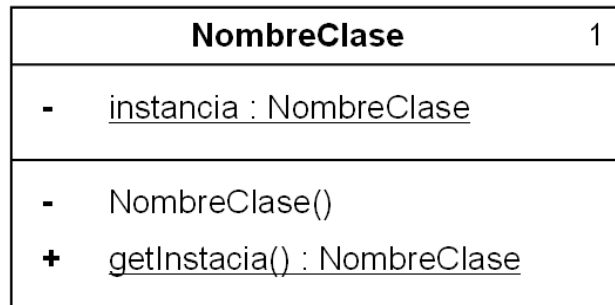 NombreClase 1
- instancia : NombreClase
- NombreClase()
+ getInstacia() : NombreClase